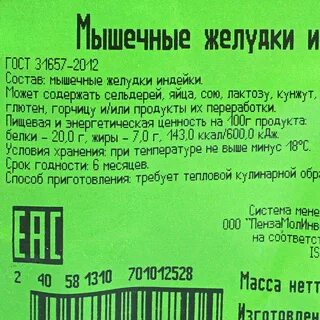 Мышечные желудки и
ГОСТ 31657-2012
Состав: мышечные желудки индейки.
Может содержать сельдерей, яйца, сою, лактозу, кунжут,
глютен, горчицу и/или продукты их переработки.
Пищевая и энергетическая ценность на 100г продукта:
белки - 20,0 г, жиры - 7,0 г, 143,0 ккал/600,0 кДж.
Условия хранения: при температуре не выше минус 18°С.
Срок годности: 6 месяцев.
Способ приготовления: требует тепловой кулинарной обра
Система мене
ООО "ПензаМолИнв
на соответст
IS
ЕАС
2 40 58 1310 701012528
Масса нетт
Изготовлен